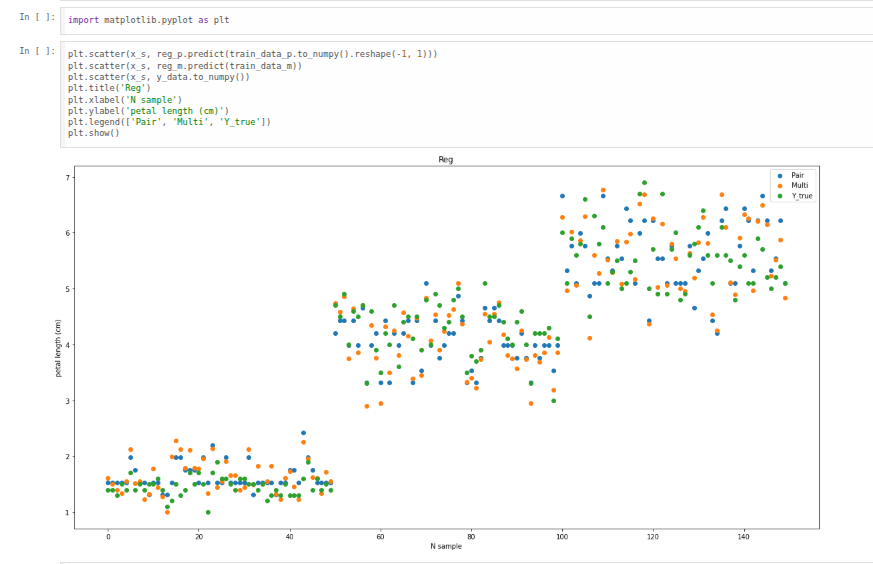 In [ ]:
import matplotlib.pyplot as plt
In [ ]:
plt.scatter(x_s, reg_p.predict(train_data_p.to_numpy().reshape(-1, 1)))
plt.scatter(x_s, reg_m.predict(train_data_m))
plt.scatter(x_s, y_data.to_numpy())
plt.title('Reg')
plt.xlabel('N sample')
plt.ylabel('petal length (cm)')
plt.legend(['Pair', 'Multi', 'Y_true'])
plt.show()
Reg
Pair
Multi
Y_true
7
6
5
4
3
2
1
petal length (cm)
0 20 40 60 80 100 120 140
N sample